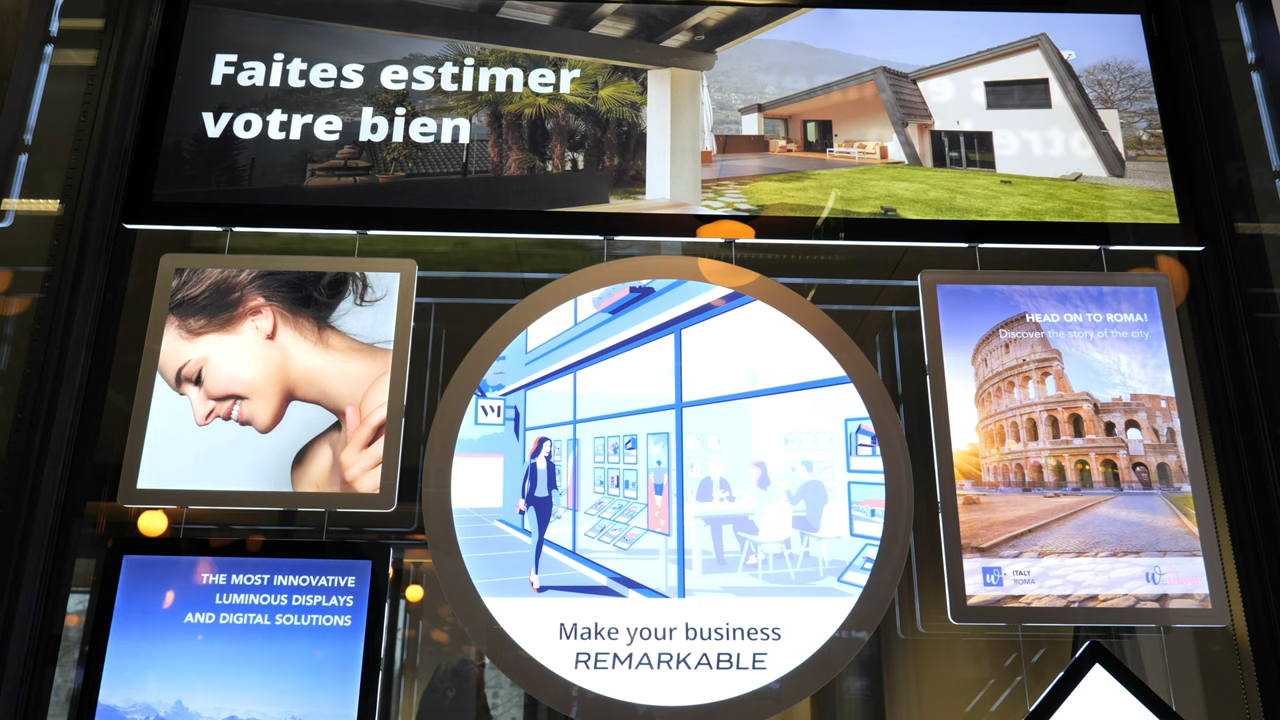 Faites estimer
votre bien
HEAD ON TO ROMA!
Discover the story of the city.
ITALY
ROMA
THE MOST INNOVATIVE
LUMINOUS DISPLAYS
AND DIGITAL SOLUTIONS
Make your business
REMARKABLE